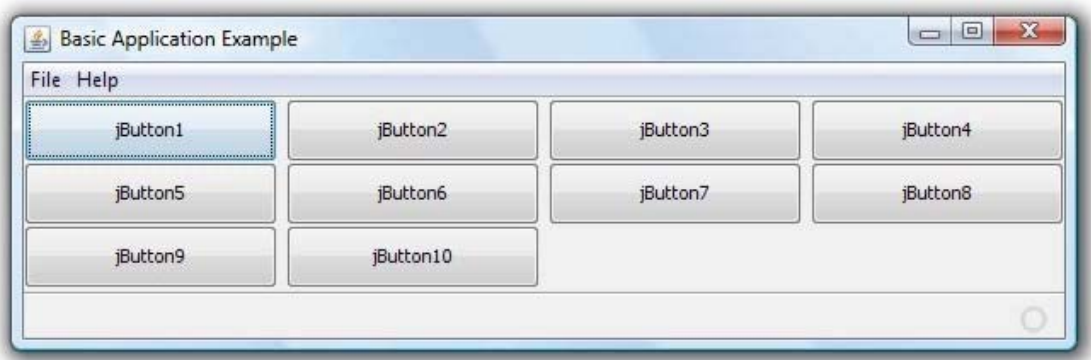 Basic Application Example
File Help
jButton1 jButton2 jButton3 jButton4
jButton5 jButton6 jButton7 jButton8
jButton9 jButton10